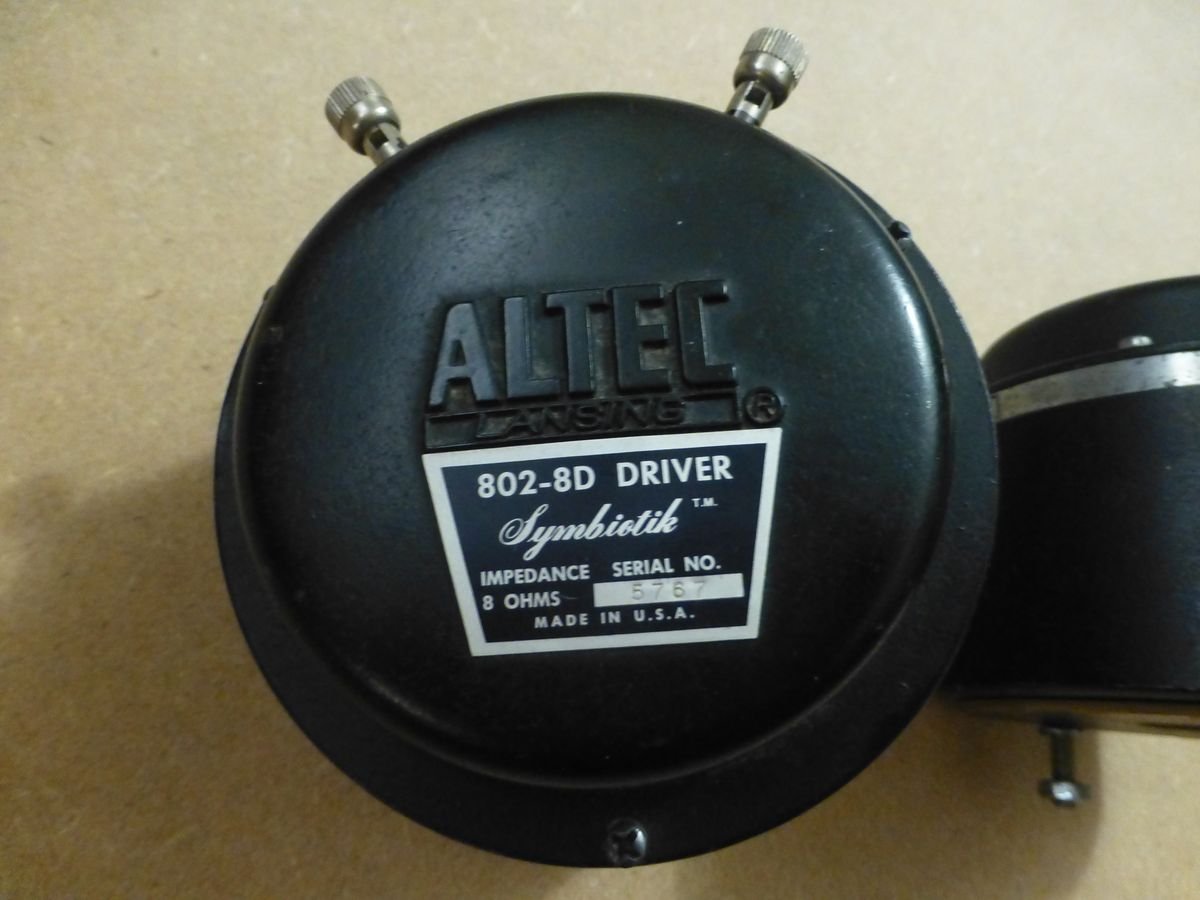 ALTEC
LANSING ®
802-8D DRIVER
Symbiotik T.M.
IMPEDANCE SERIAL NO.
8 OHMS 5767
MADE IN U.S.A.